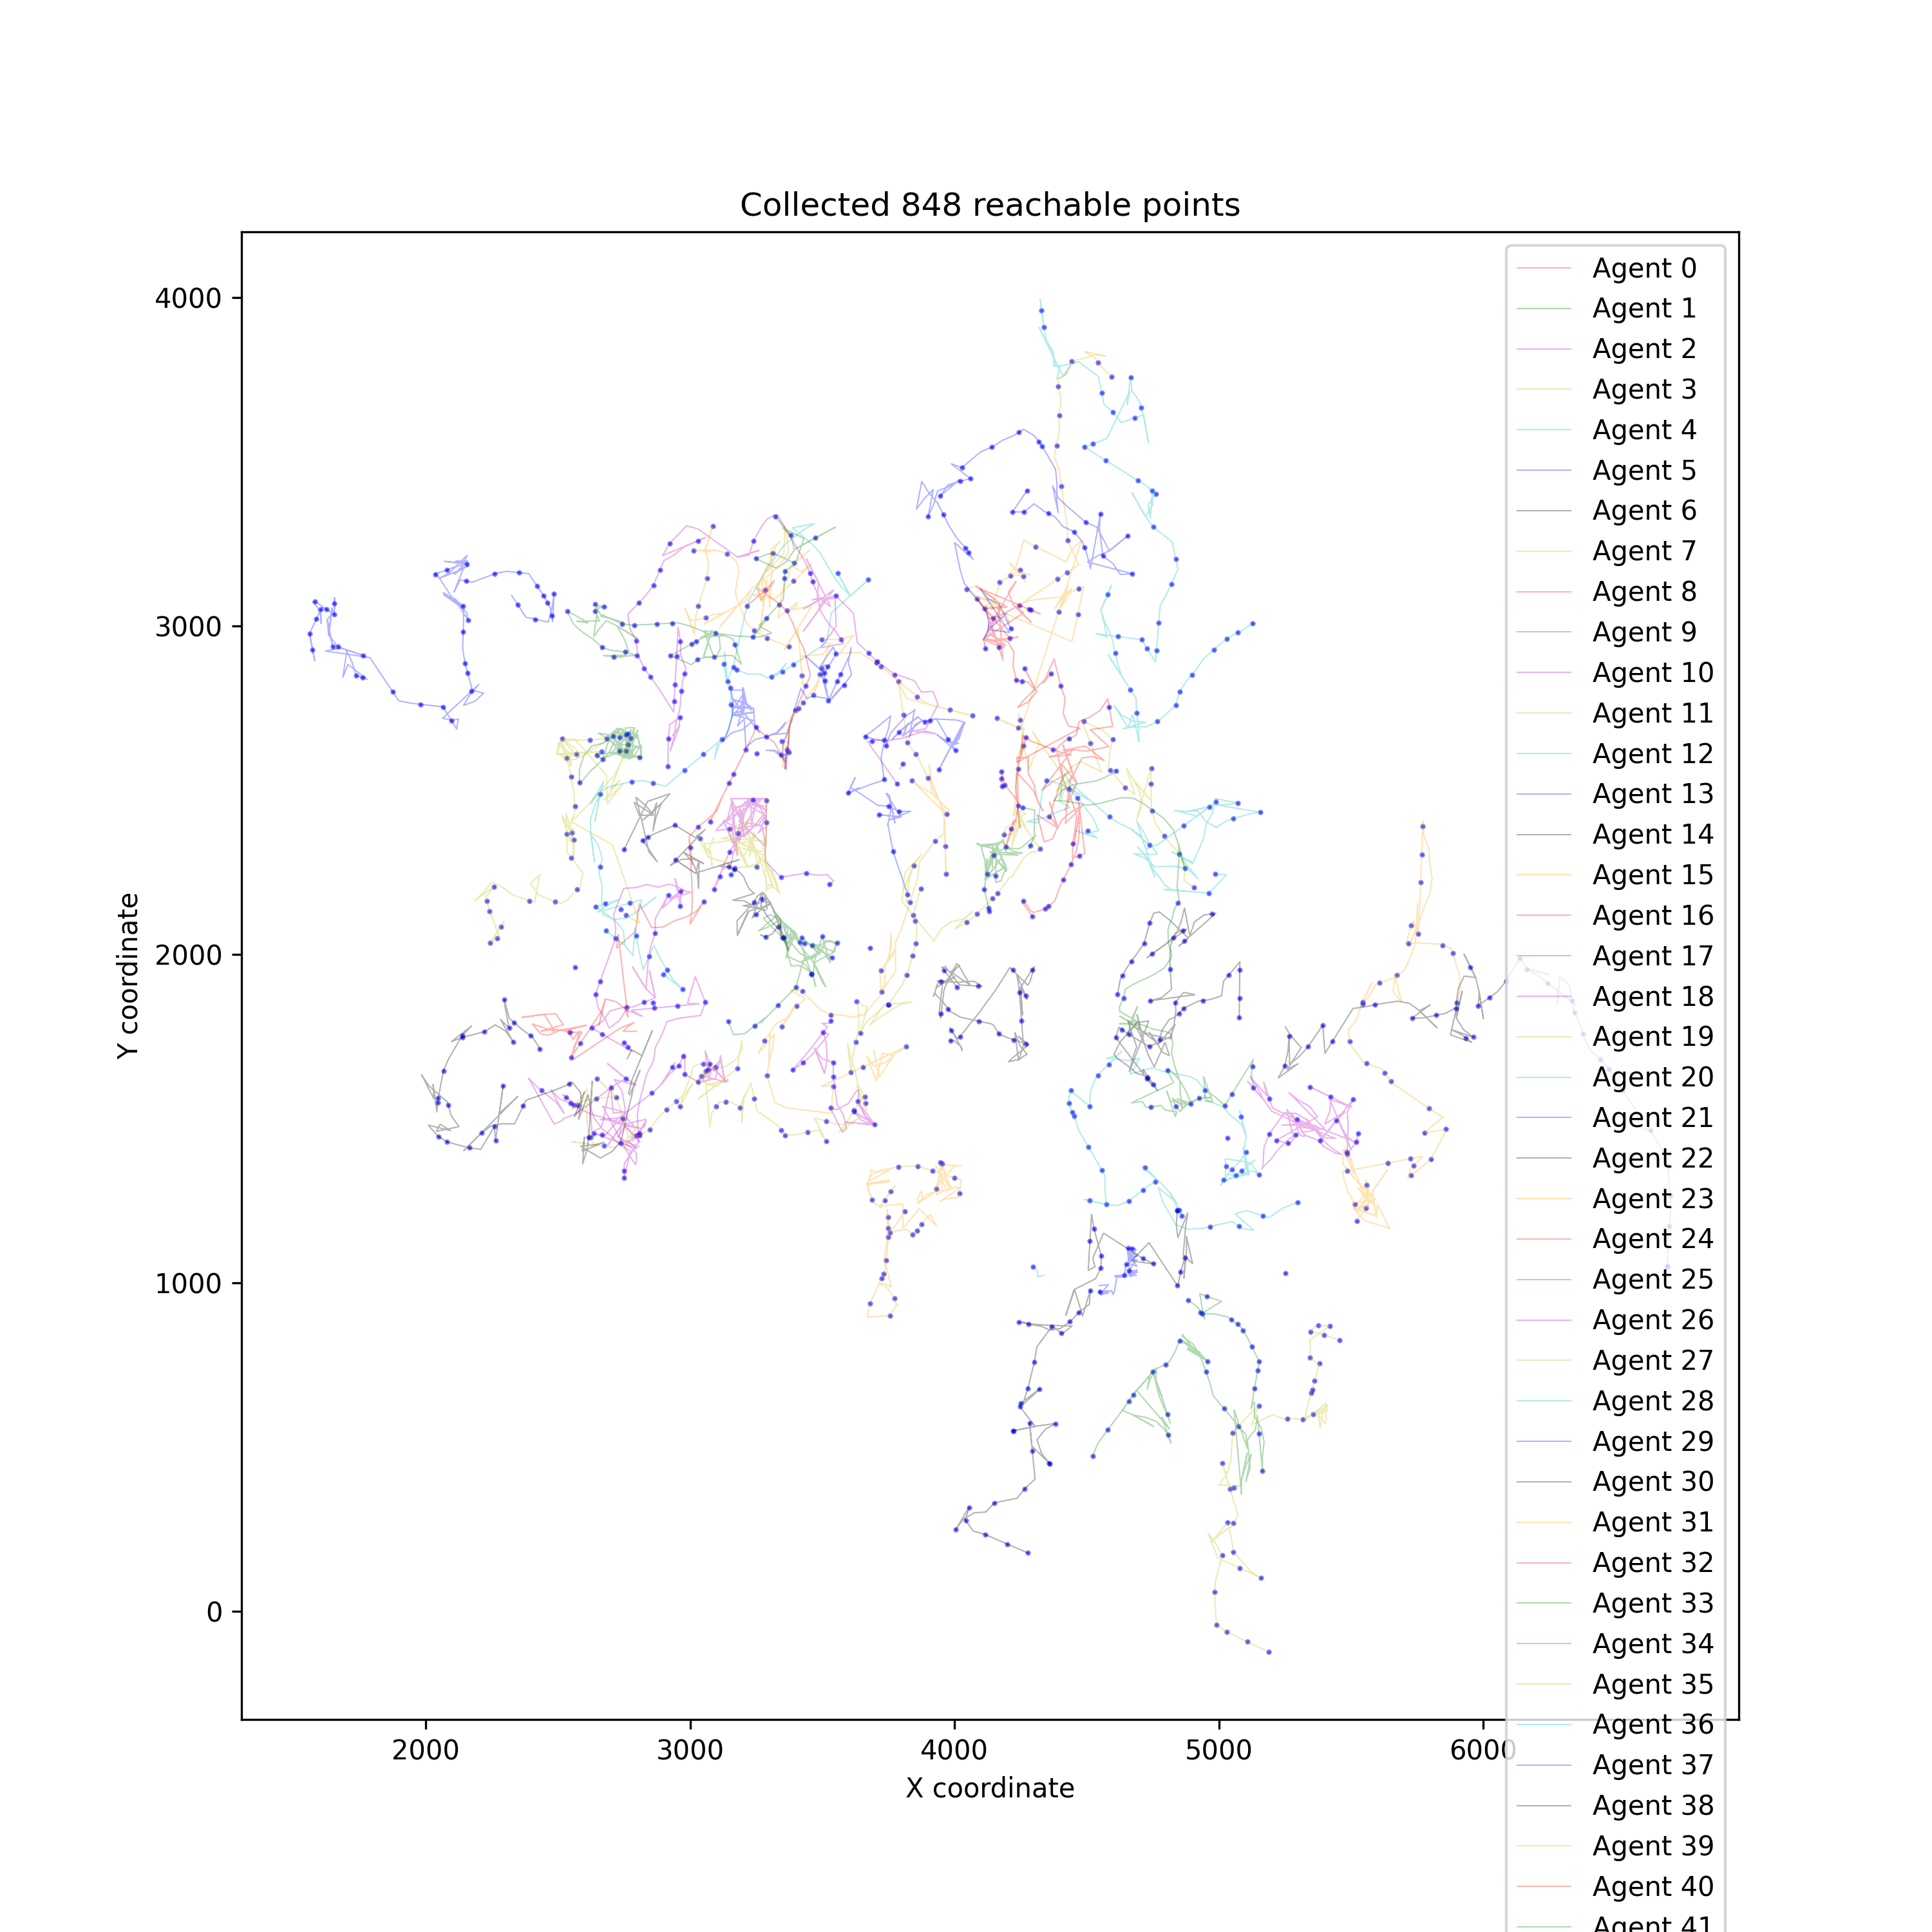 Collected 848 reachable points
4000
3000
2000
1000
0
Y coordinate
2000
3000
4000
5000
6000
X coordinate
Agent 0
Agent 1
Agent 2
Agent 3
Agent 4
Agent 5
Agent 6
Agent 7
Agent 8
Agent 9
Agent 10
Agent 11
Agent 12
Agent 13
Agent 14
Agent 15
Agent 16
Agent 17
Agent 18
Agent 19
Agent 20
Agent 21
Agent 22
Agent 23
Agent 24
Agent 25
Agent 26
Agent 27
Agent 28
Agent 29
Agent 30
Agent 31
Agent 32
Agent 33
Agent 34
Agent 35
Agent 36
Agent 37
Agent 38
Agent 39
Agent 40
Agent 41